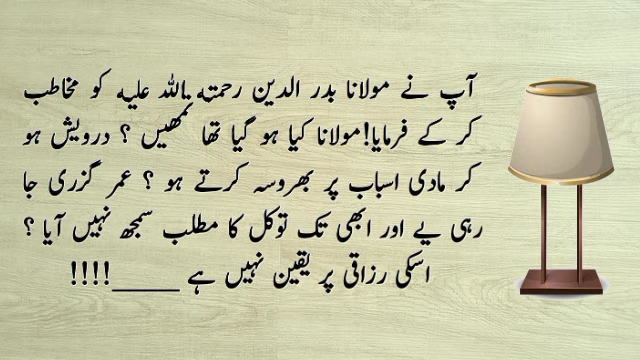 آپ نے مولانا بدر الدین رحمتہ اللہ علیہ کو مخاطب
کر کے فرمایا!مولانا کیا ہو گیا تھا تمھیں ؟ درویش ہو
کر مادی اسباب پر بھروسہ کرتے ہو ؟ عمر گزری جا
رہی یے اور ابھی تک توکل کا مطلب سمجھ نہیں آیا ؟
اسکی رزاقی پر یقین نہیں ہے _____!!!!